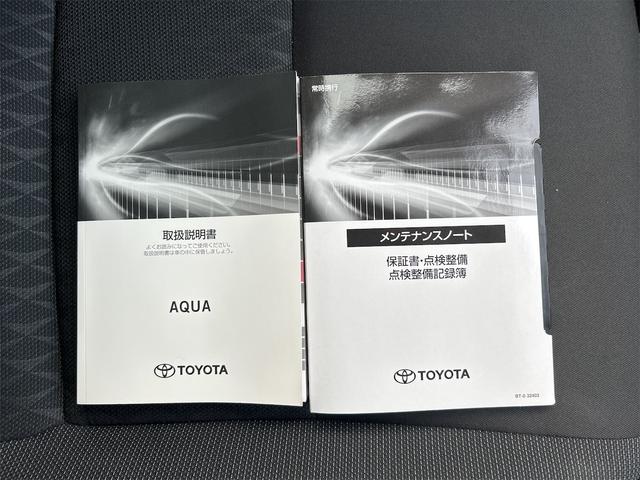 取扱説明書
よくお読みになってご使用ください。
取扱説明書は車の中に保管しましょう。
AQUA
TOYOTA
常時携行
メンテナンスノート
保証書・点検整備
点検整備記録簿
TOYOTA